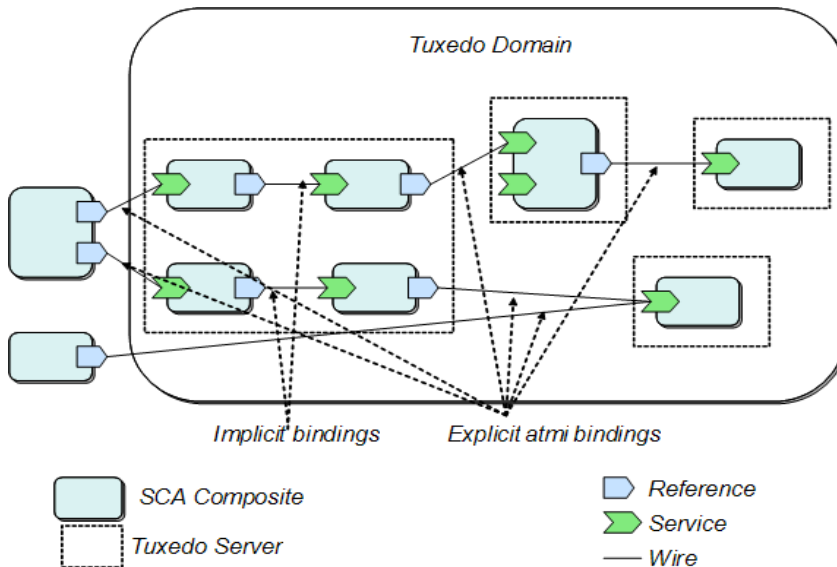 Tuxedo Domain
Implicit bindings
Explicit atmi bindings
SCA Composite
Tuxedo Server
Reference
Service
Wire